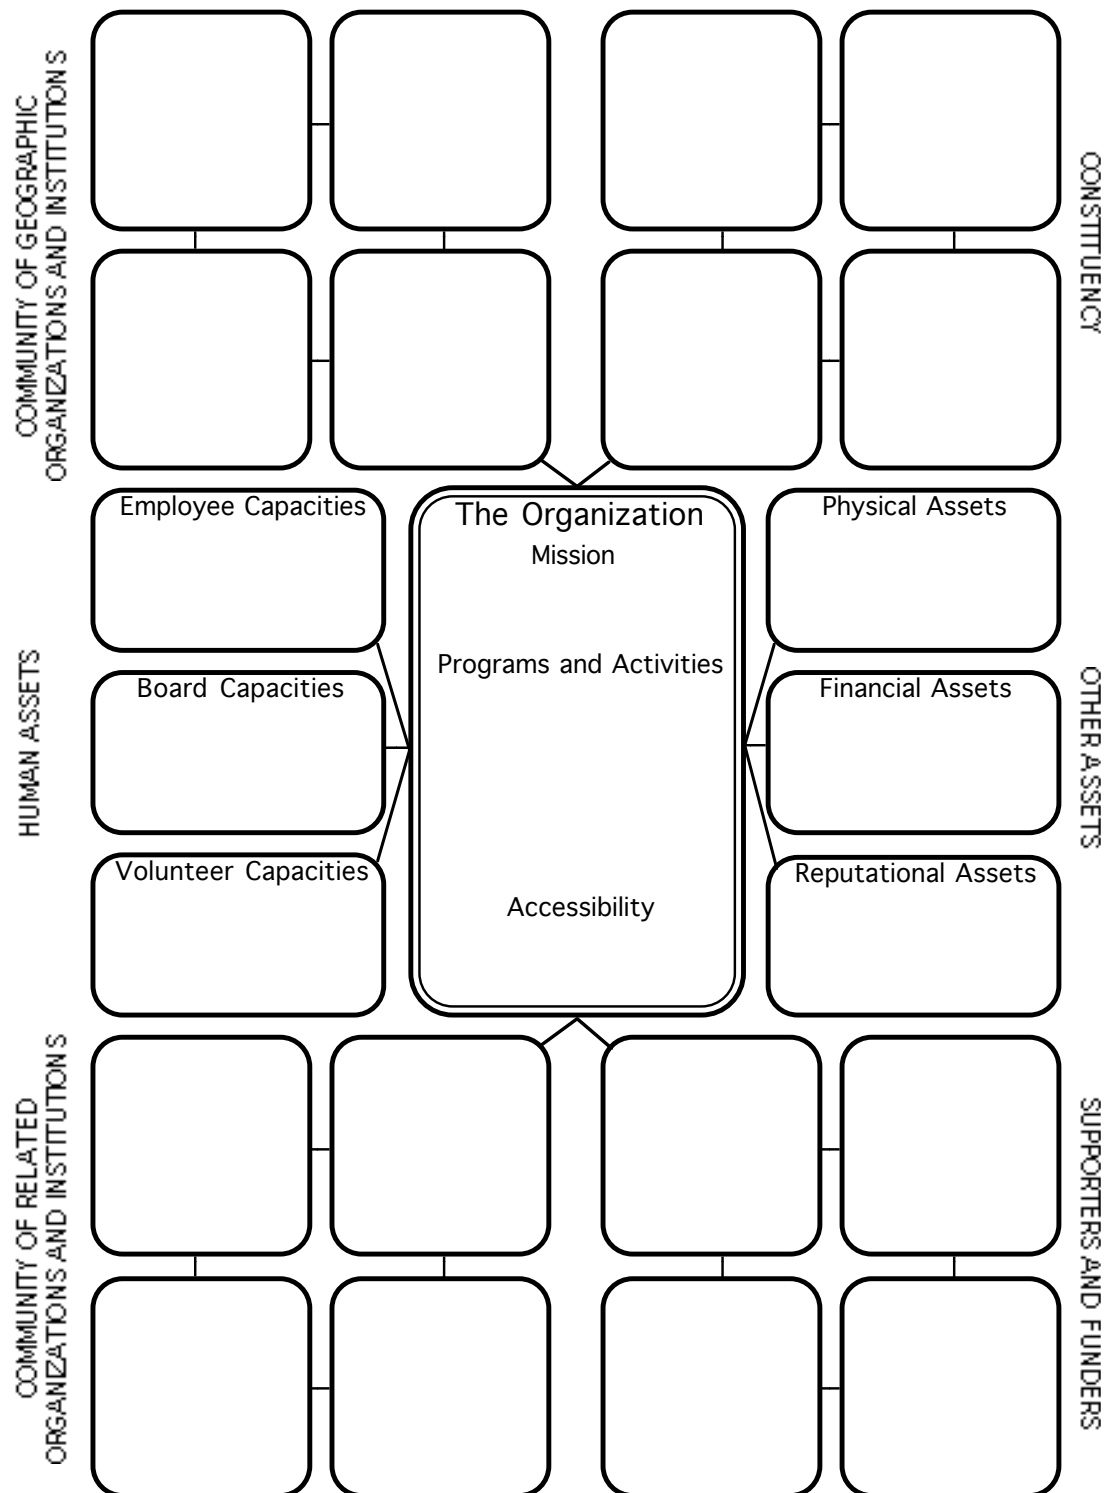 COMMUNITY OF GEOGRAPHIC
ORGANIZATIONS AND INSTITUTIONS
CONSTITUENCY
HUMAN ASSETS
Employee Capacities
Board Capacities
Volunteer Capacities
The Organization
Mission
Programs and Activities
Accessibility
Physical Assets
Financial Assets
Reputational Assets
OTHER ASSETS
COMMUNITY OF RELATED
ORGANIZATIONS AND INSTITUTIONS
SUPPORTERS AND FUNDERS